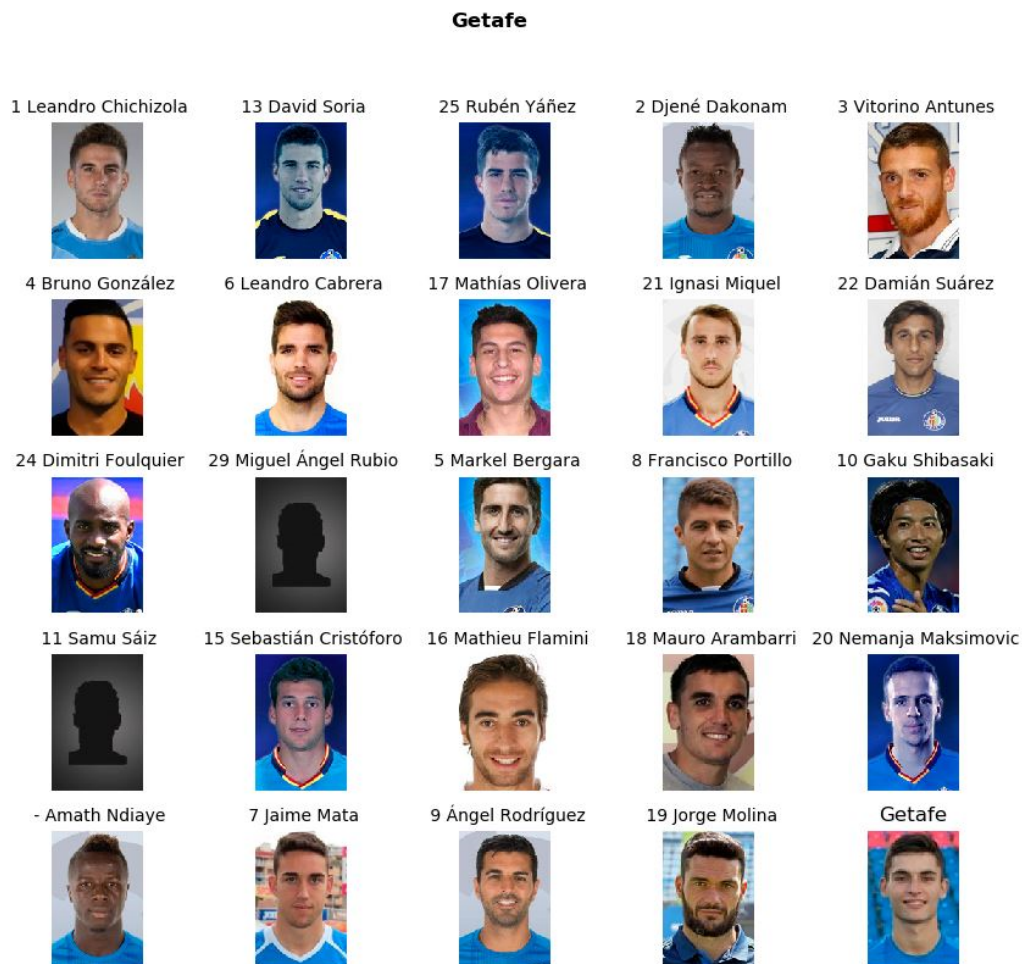 Getafe
1 Leandro Chichizola
13 David Soria
25 Rubén Yáñez
2 Djené Dakonam
3 Vitorino Antunes
4 Bruno González
6 Leandro Cabrera
17 Mathías Olivera
21 Ignasi Miquel
22 Damián Suárez
24 Dimitri Foulquier
29 Miguel Ángel Rubio
5 Markel Bergara
8 Francisco Portillo
10 Gaku Shibasaki
11 Samu Sáiz
15 Sebastián Cristóforo
16 Mathieu Flamini
18 Mauro Arambarri
20 Nemanja Maksimovic
- Amath Ndiaye
7 Jaime Mata
9 Ángel Rodríguez
19 Jorge Molina
Getafe